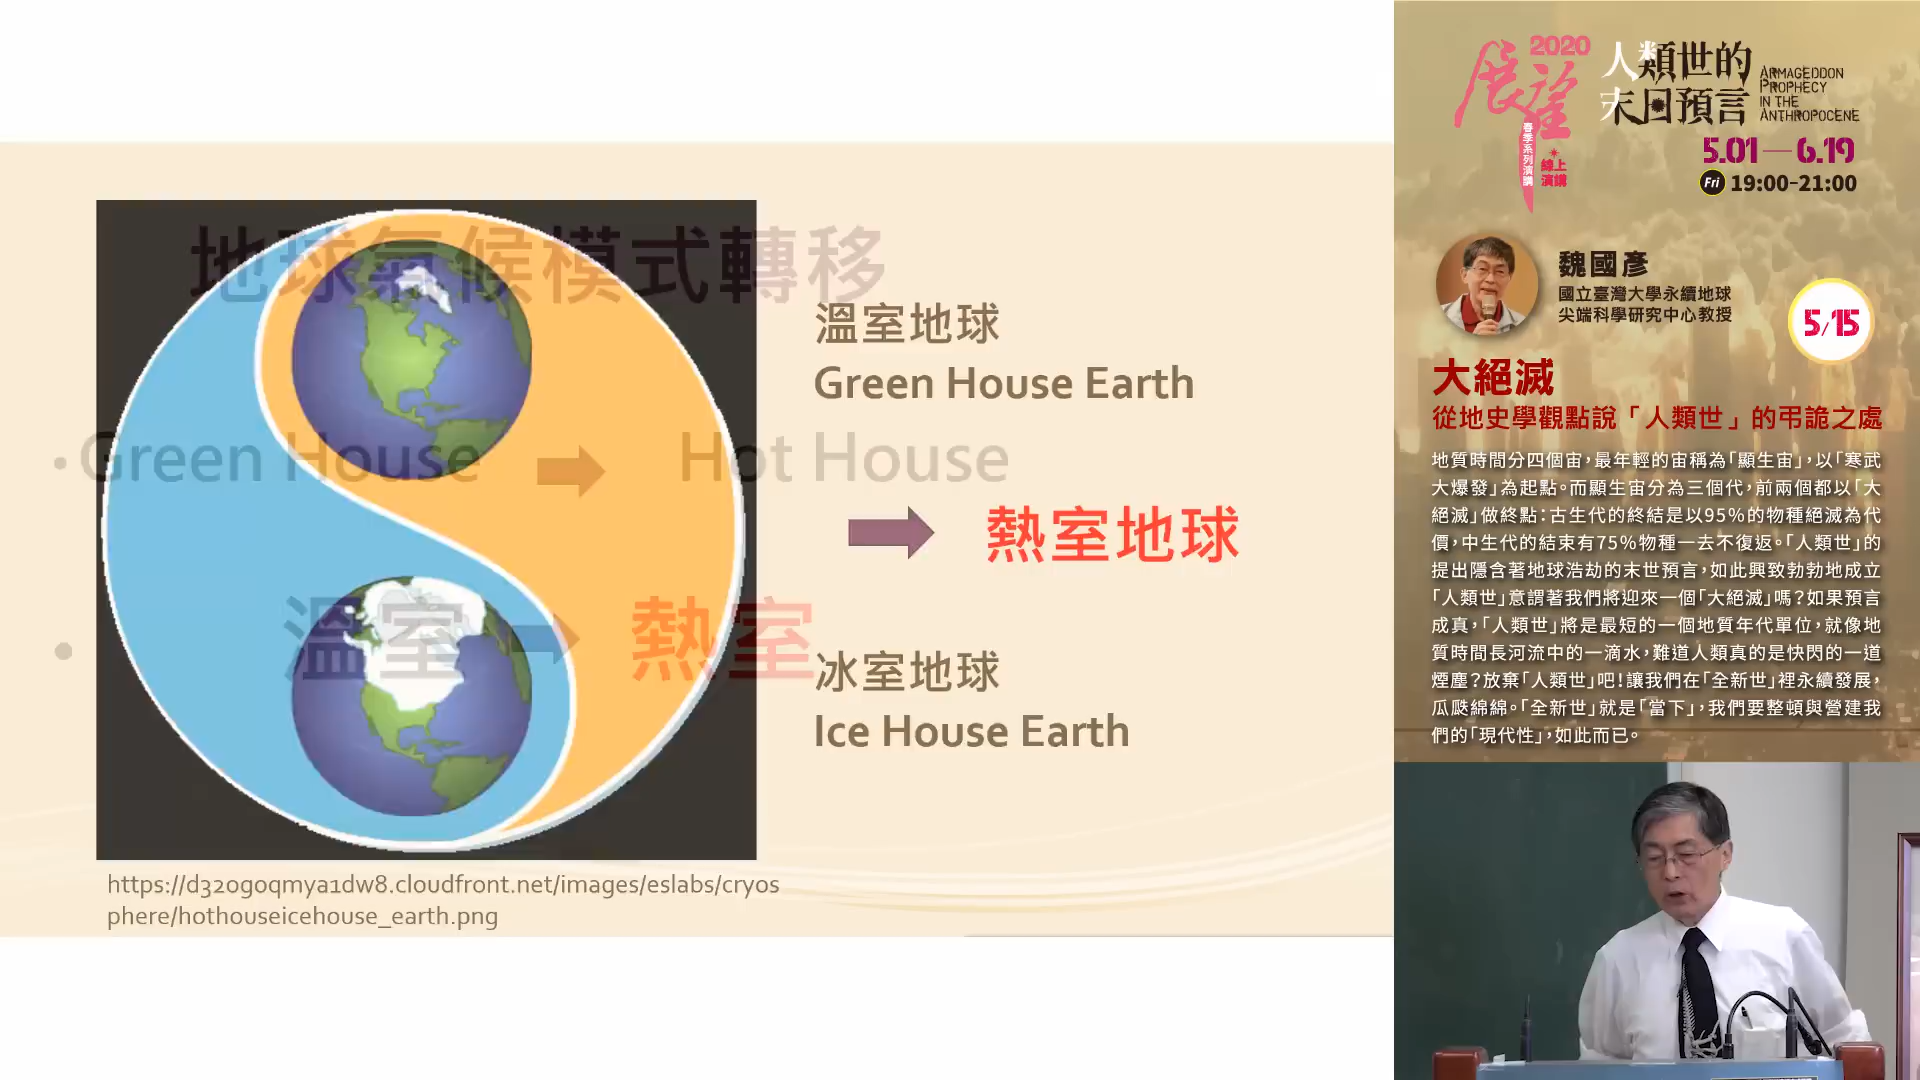 地球氣候模式轉移
溫室地球
Green House Earth
• Green House Hot House
熱室地球
• 溫室 熱室
冰室地球
Ice House Earth
https://d32ogoqmya1dw8.cloudfront.net/images/eslabs/cryos
phere/hothouseicehouse_earth.png
2020
展望
春季系列演講
線上
演講
人類世的
末日預言
ARMAGEDDON
PROPHECY
IN THE
ANTHROPOCENE
5.01—6.19
Fri 19:00-21:00
魏國彥
國立臺灣大學永續地球
尖端科學研究中心教授
5/15
大絕滅
從地史學觀點說「人類世」的弔詭之處
地質時間分四個宙,最年輕的宙稱為「顯生宙」,以「寒武
大爆發」為起點。而顯生宙分為三個代,前兩個都以「大
絕滅」做終點:古生代的終結是以95%的物種絕滅為代
價,中生代的結束有75%物種一去不復返。「人類世」的
提出隱含著地球浩劫的末世預言,如此興致勃勃地成立
「人類世」意謂著我們將迎來一個「大絕滅」嗎?如果預言
成真,「人類世」將是最短的一個地質年代單位,就像地
質時間長河流中的一滴水,難道人類真的是快閃的一道
煙塵?放棄「人類世」吧!讓我們在「全新世」裡永續發展,
瓜瓞綿綿。「全新世」就是「當下」,我們要整頓與營建我
們的「現代性」,如此而已。